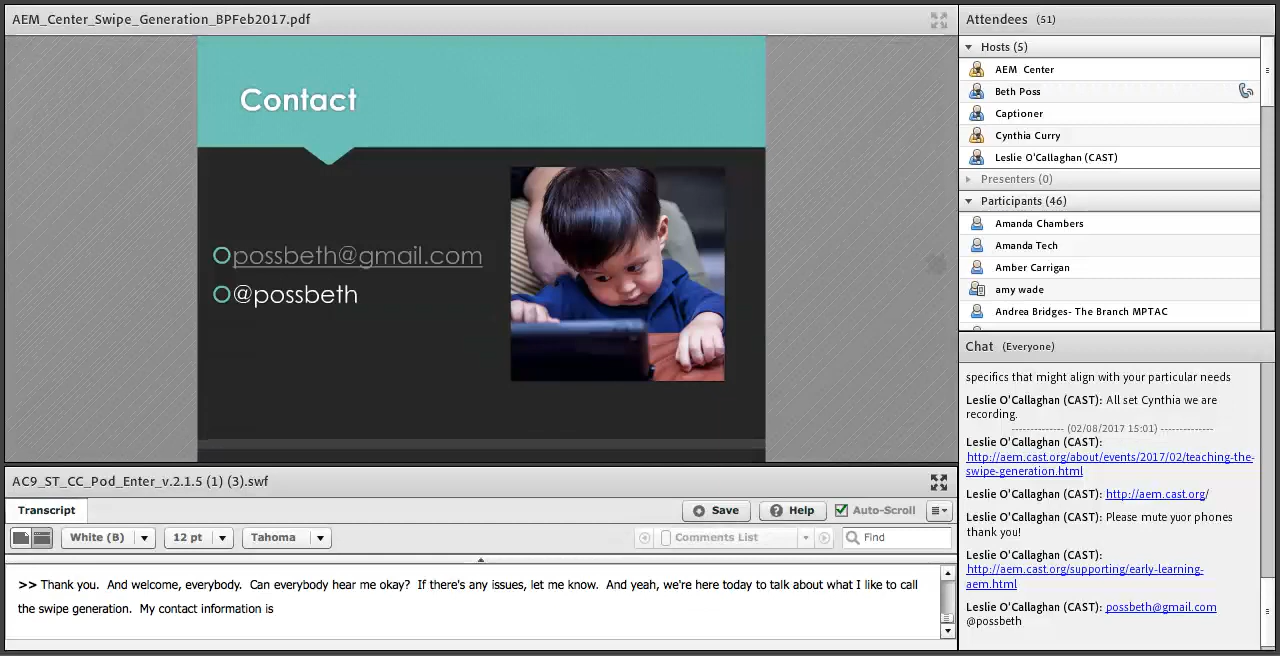 AEM_Center_Swipe_Generation_BPFeb2017.pdf
Contact
possbeth@gmail.com
@possbeth
AC9_ST_CC_Pod_Enter_v.2.1.5 (1) (3).swf
Transcript
Save
Help
Auto-Scroll
White (B)
12 pt
Tahoma
Comments List
Find
>> Thank you.  And welcome, everybody.  Can everybody hear me okay?  If there's any issues, let me know.  And yeah, we're here today to talk about what I like to call
the swipe generation.  My contact information is
Attendees (51)
Hosts (5)
AEM Center
Beth Poss
Captioner
Cynthia Curry
Leslie O'Callaghan (CAST)
Presenters (0)
Participants (46)
Amanda Chambers
Amanda Tech
Amber Carrigan
amy wade
Andrea Bridges- The Branch MPTAC
Chat (Everyone)
specifics that might align with your particular needs
Leslie O'Callaghan (CAST): All set Cynthia we are
recording.
-------------- (02/08/2017 15:01) --------------
Leslie O'Callaghan (CAST):
http://aem.cast.org/about/events/2017/02/teaching-the-
swipe-generation.html
Leslie O'Callaghan (CAST): http://aem.cast.org/
Leslie O'Callaghan (CAST): Please mute yuor phones
thank you!
Leslie O'Callaghan (CAST):
http://aem.cast.org/supporting/early-learning-
aem.html
Leslie O'Callaghan (CAST): possbeth@gmail.com
@possbeth